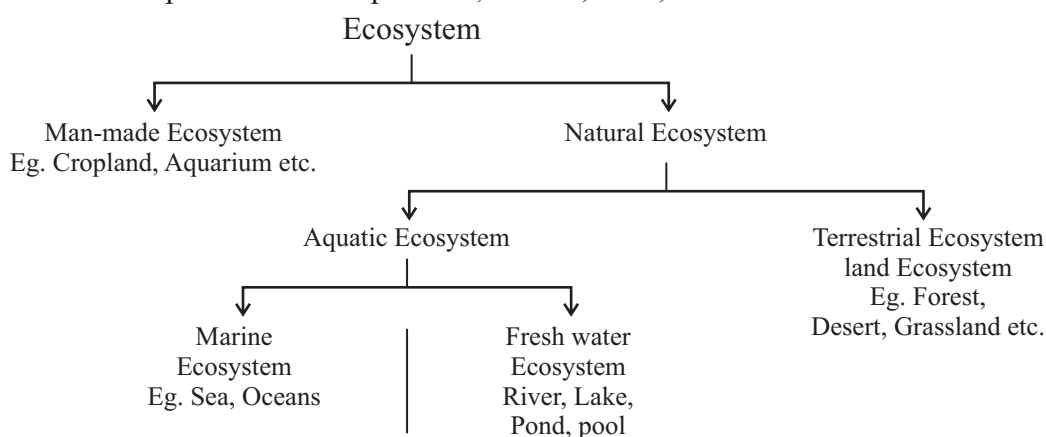 Ecosystem
Man-made Ecosystem
Eg. Cropland, Aquarium etc.
Natural Ecosystem
Aquatic Ecosystem
Terrestrial Ecosystem
land Ecosystem
Eg. Forest,
Desert, Grassland etc.
Marine
Ecosystem
Eg. Sea, Oceans
Fresh water
Ecosystem
River, Lake,
Pond, pool